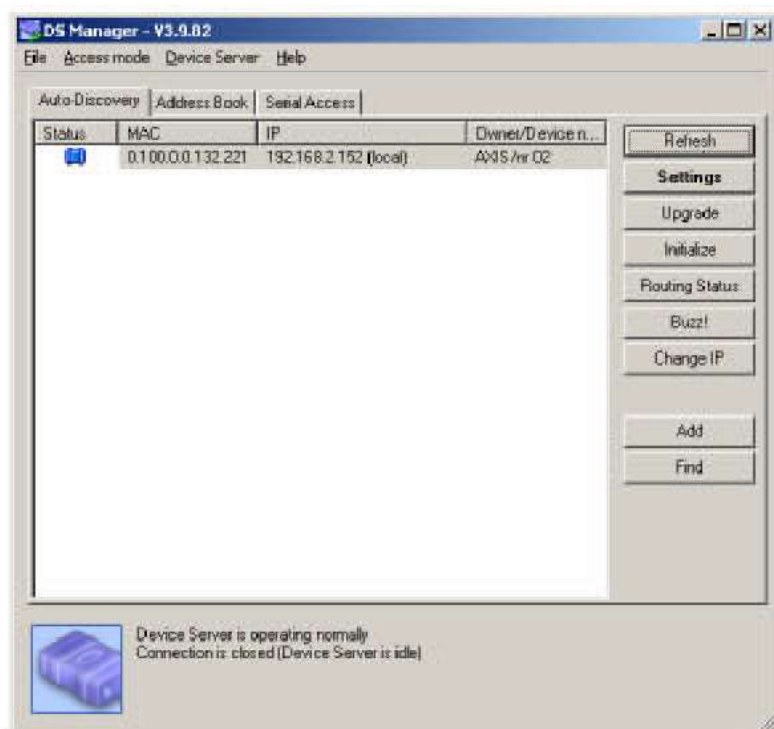 DS Manager - V3.9.82
File Access mode Device Server Help
Auto-Discovery Address Book Serial Access
Status MAC IP Owner/Device n...
0.1.00.0.0.132.221 192.168.2.152 (local) AXIS /nr 02
Refresh
Settings
Upgrade
Initialize
Routing Status
Buzz!
Change IP
Add
Find
Device Server is operating normally
Connection is closed (Device Server is idle)